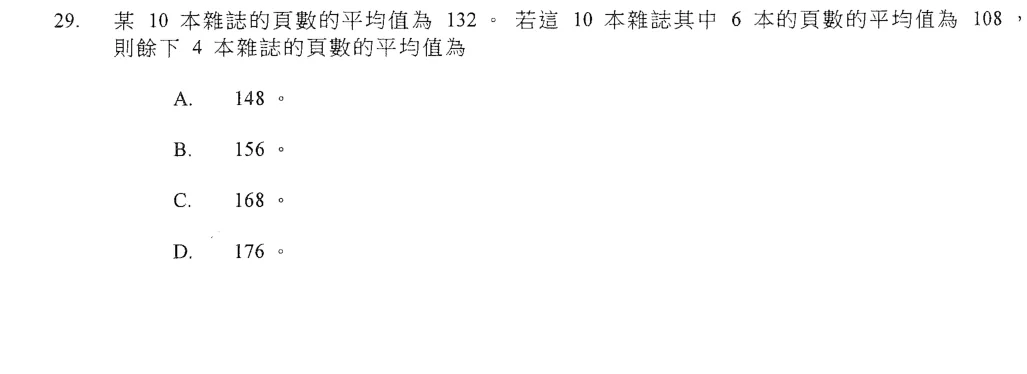 29. 某 10 本雜誌的頁數的平均值為 132 。 若這 10 本雜誌其中 6 本的頁數的平均值為 108 ，
則餘下 4 本雜誌的頁數的平均值為
A. 148 。
B. 156 。
C. 168 。
D. 176 。